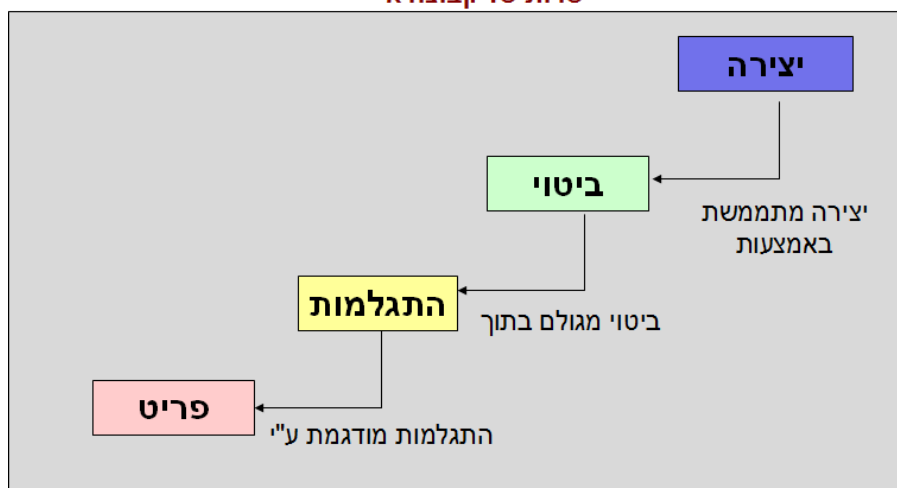 יצירה
ביטוי
יצירה מתממשת
באמצעות
התגלמות
ביטוי מגולם בתוך
פריט
התגלמות מודגמת ע"י